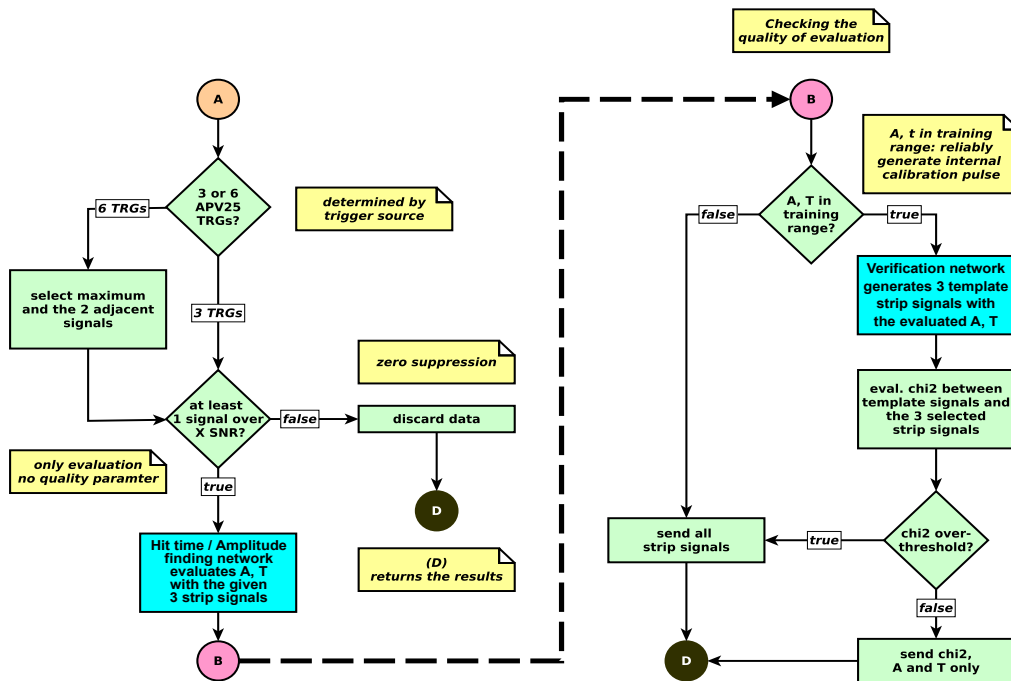 A
3 or 6
APV25
TRGs?
determined by
trigger source
6 TRGs
select maximum
and the 2 adjacent
signals
3 TRGs
zero suppression
at least
1 signal over
X SNR?
false
discard data
only evaluation
no quality paramter
true
D
Hit time / Amplitude
finding network
evaluates A, T
with the given
3 strip signals
(D)
returns the results
B
Checking the
quality of evaluation
B
A, t in training
range: reliably
generate internal
calibration pulse
A, T in
training
range?
false
true
Verification network
generates 3 template
strip signals with
the evaluated A, T
eval. chi2 between
template signals and
the 3 selected
strip signals
chi2 over-
threshold?
true
send all
strip signals
false
send chi2,
A and T only
D